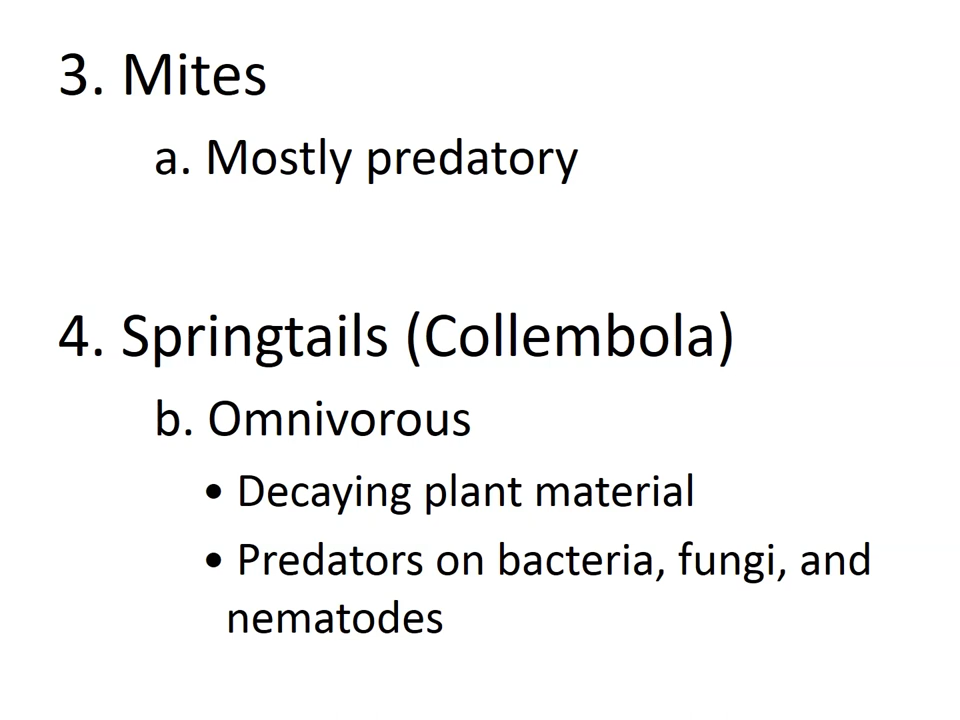 3. Mites
a. Mostly predatory
4. Springtails (Collembola)
b. Omnivorous
• Decaying plant material
• Predators on bacteria, fungi, and
nematodes